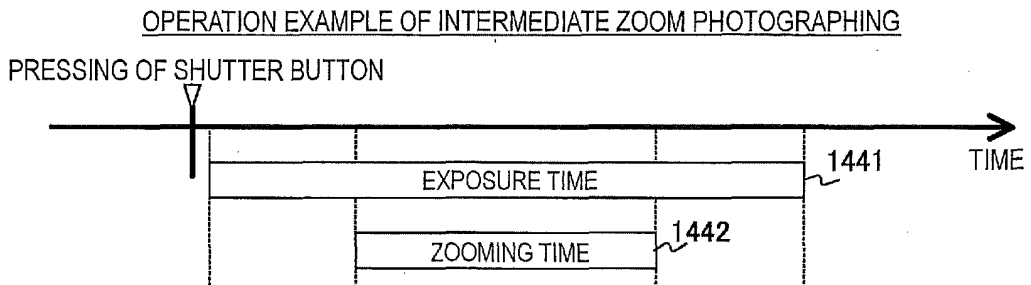 OPERATION EXAMPLE OF INTERMEDIATE ZOOM PHOTOGRAPHING
PRESSING OF SHUTTER BUTTON
TIME
EXPOSURE TIME
1441
ZOOMING TIME
1442